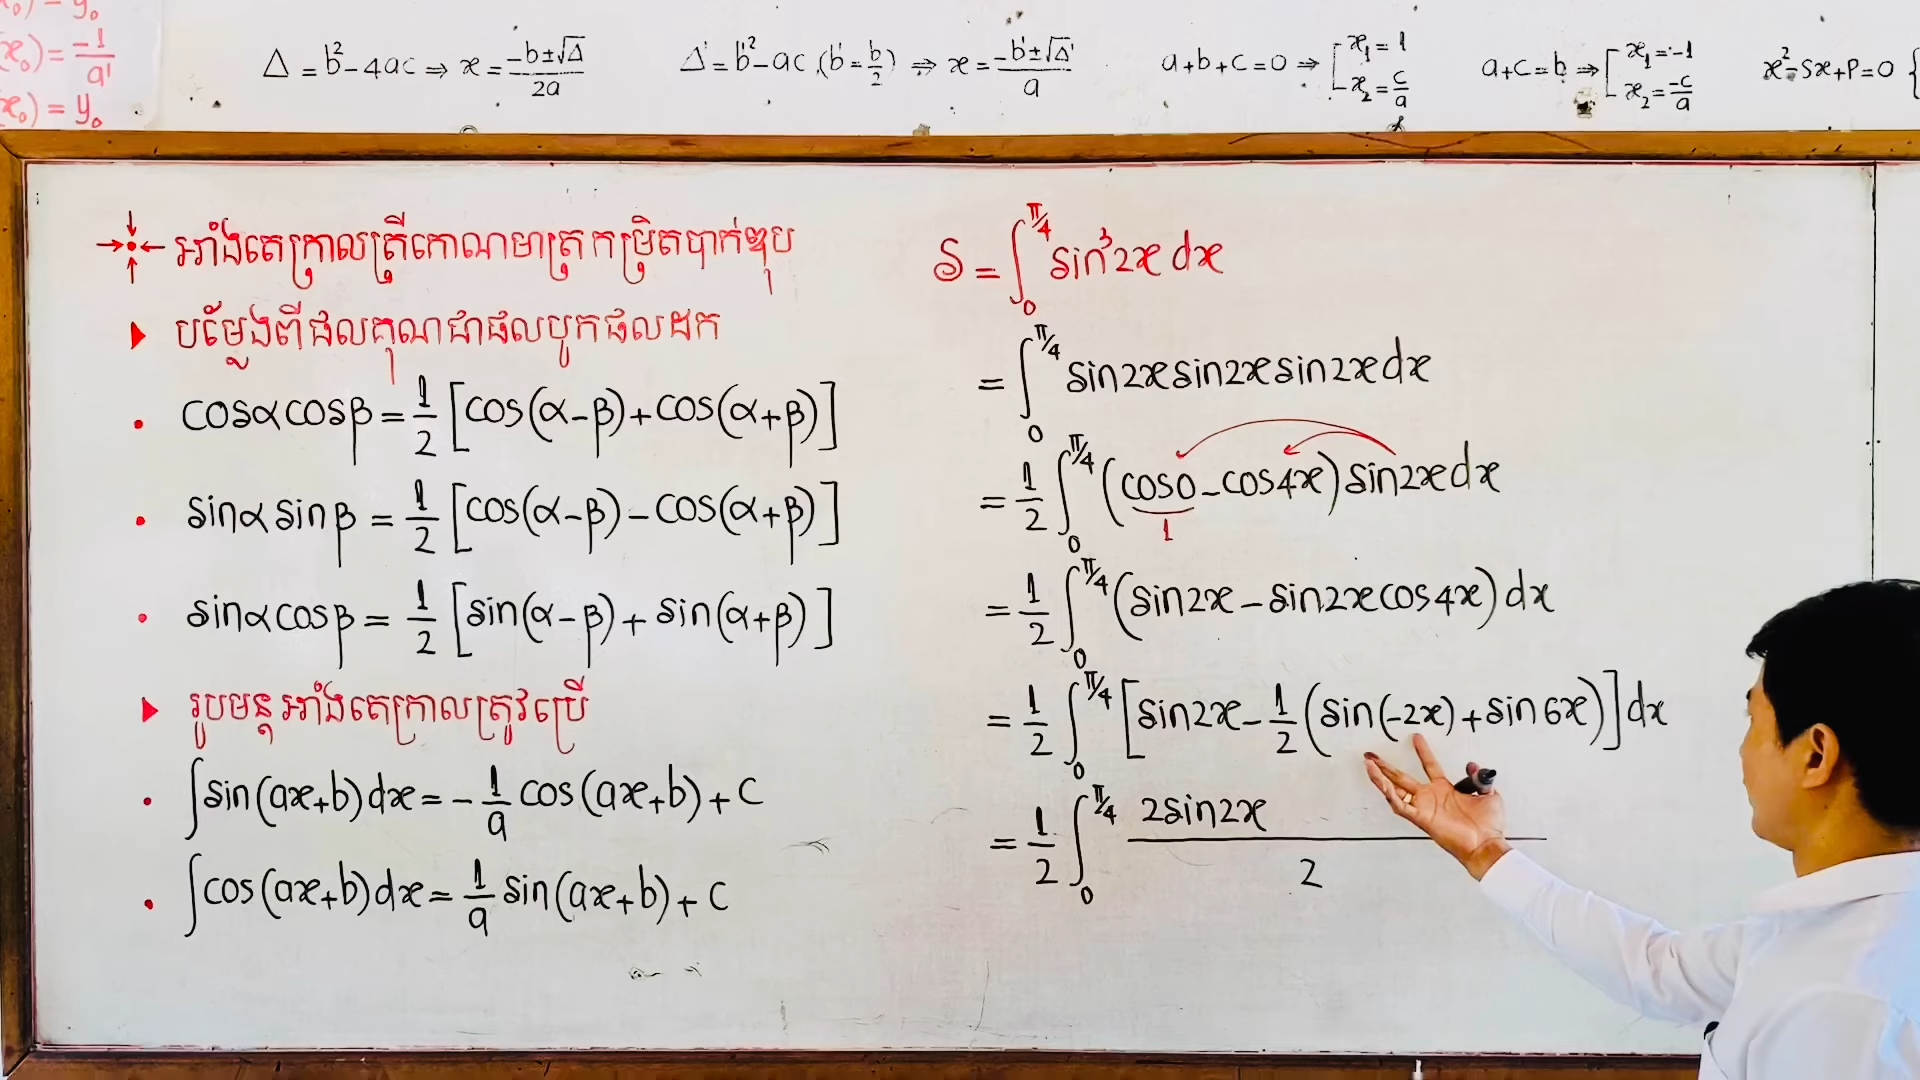 x₀) = y₀
(x₀) = -1/a'
x₀) = y₀
Δ = b² - 4ac ⇒ x = (-b ± √Δ)/2a
Δ' = b'² - ac, (b' = b/2) ⇒ x = (-b' ± √Δ')/a
a + b + c = 0 ⇒ [ x₁ = 1
x₂ = c/a
a + c = b ⇒ [ x₁ = -1
x₂ = -c/a
x² - Sx + P = 0 {
អាំងតេក្រាលត្រីកោណមាត្រកម្រិតបាក់ឌុប
▸ បម្លែងពីផលគុណជាផលបូកផលដក
• cosα cosβ = 1/2 [cos(α-β) + cos(α+β)]
• sinα sinβ = 1/2 [cos(α-β) - cos(α+β)]
• sinα cosβ = 1/2 [sin(α-β) + sin(α+β)]
▸ រូបមន្តអាំងតេក្រាលត្រូវប្រើ
• ∫sin(ax+b)dx = -1/a cos(ax+b) + c
• ∫cos(ax+b)dx = 1/a sin(ax+b) + c
S = ∫₀^{π/4} sin³2x dx
= ∫₀^{π/4} sin2x sin2x sin2x dx
= 1/2 ∫₀^{π/4} (cos0 - cos4x) sin2x dx
1
= 1/2 ∫₀^{π/4} (sin2x - sin2x cos4x) dx
= 1/2 ∫₀^{π/4} [sin2x - 1/2 (sin(-2x) + sin6x)] dx
= 1/2 ∫₀^{π/4} 2sin2x
2